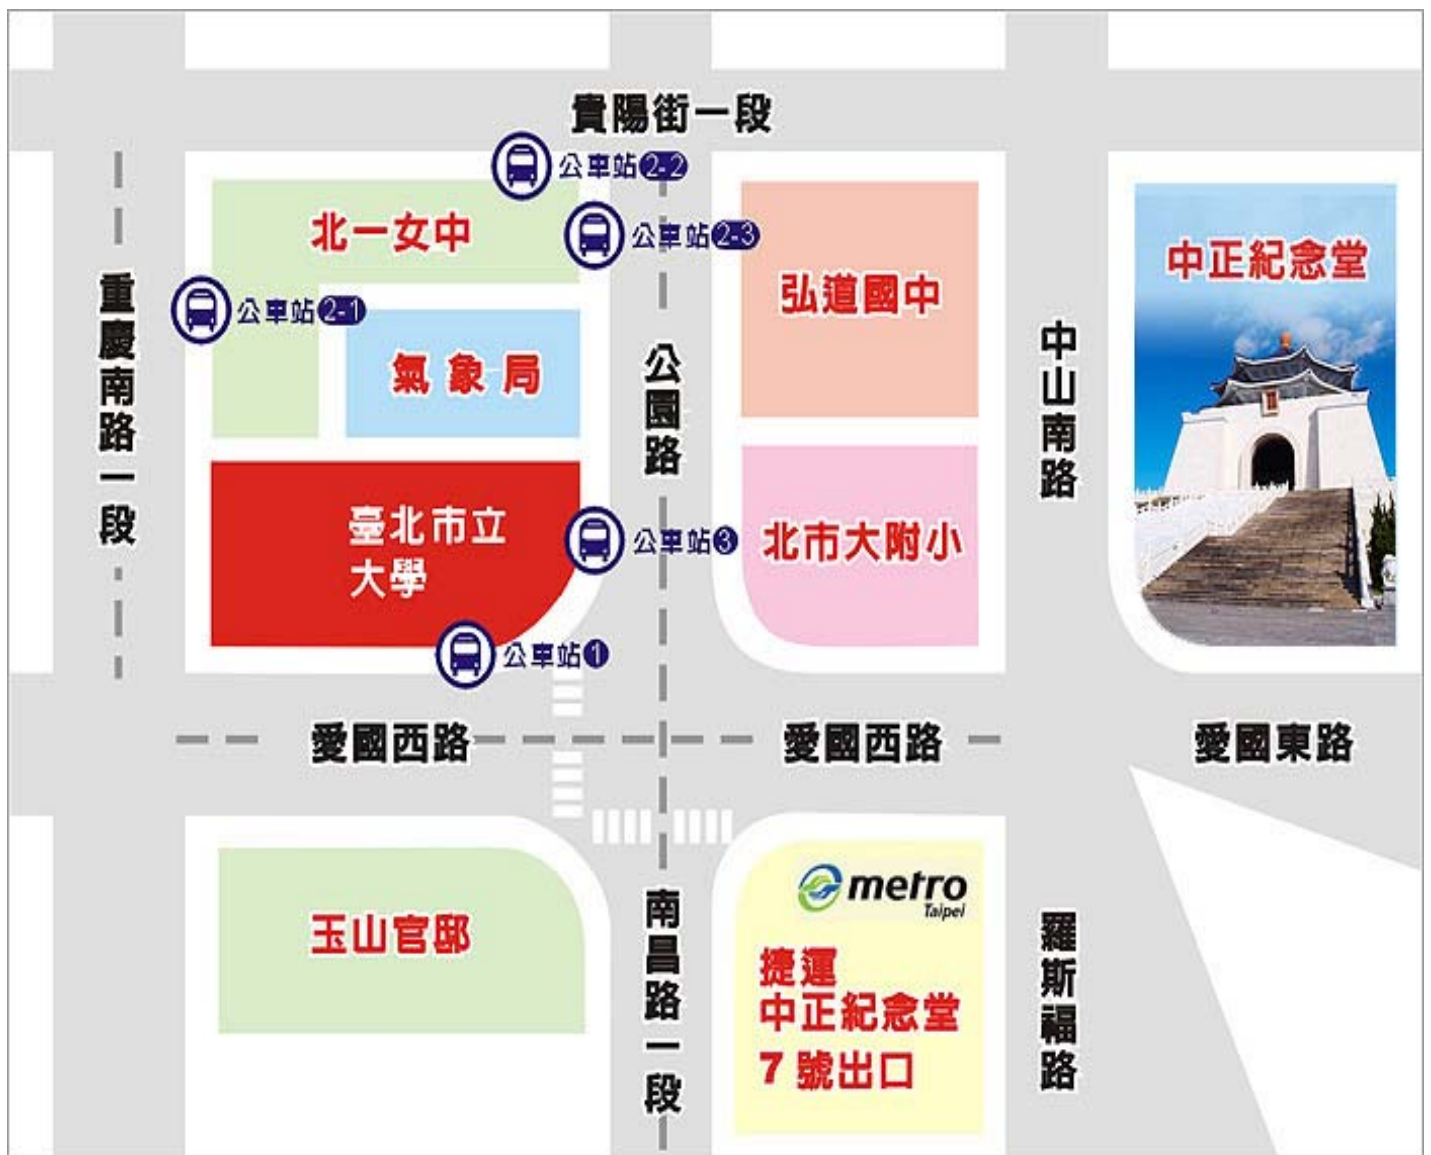 貴陽街一段
公車站2-2
北一女中
公車站2-3
中正紀念堂
弘道國中
公車站2-1
重慶南路一段
氣象局
公園路
中山南路
臺北市立
大學
公車站3
北市大附小
公車站1
愛國西路
愛國西路
愛國東路
metro
Taipei
玉山官邸
南昌路一段
捷運
中正紀念堂
7號出口
羅斯福路